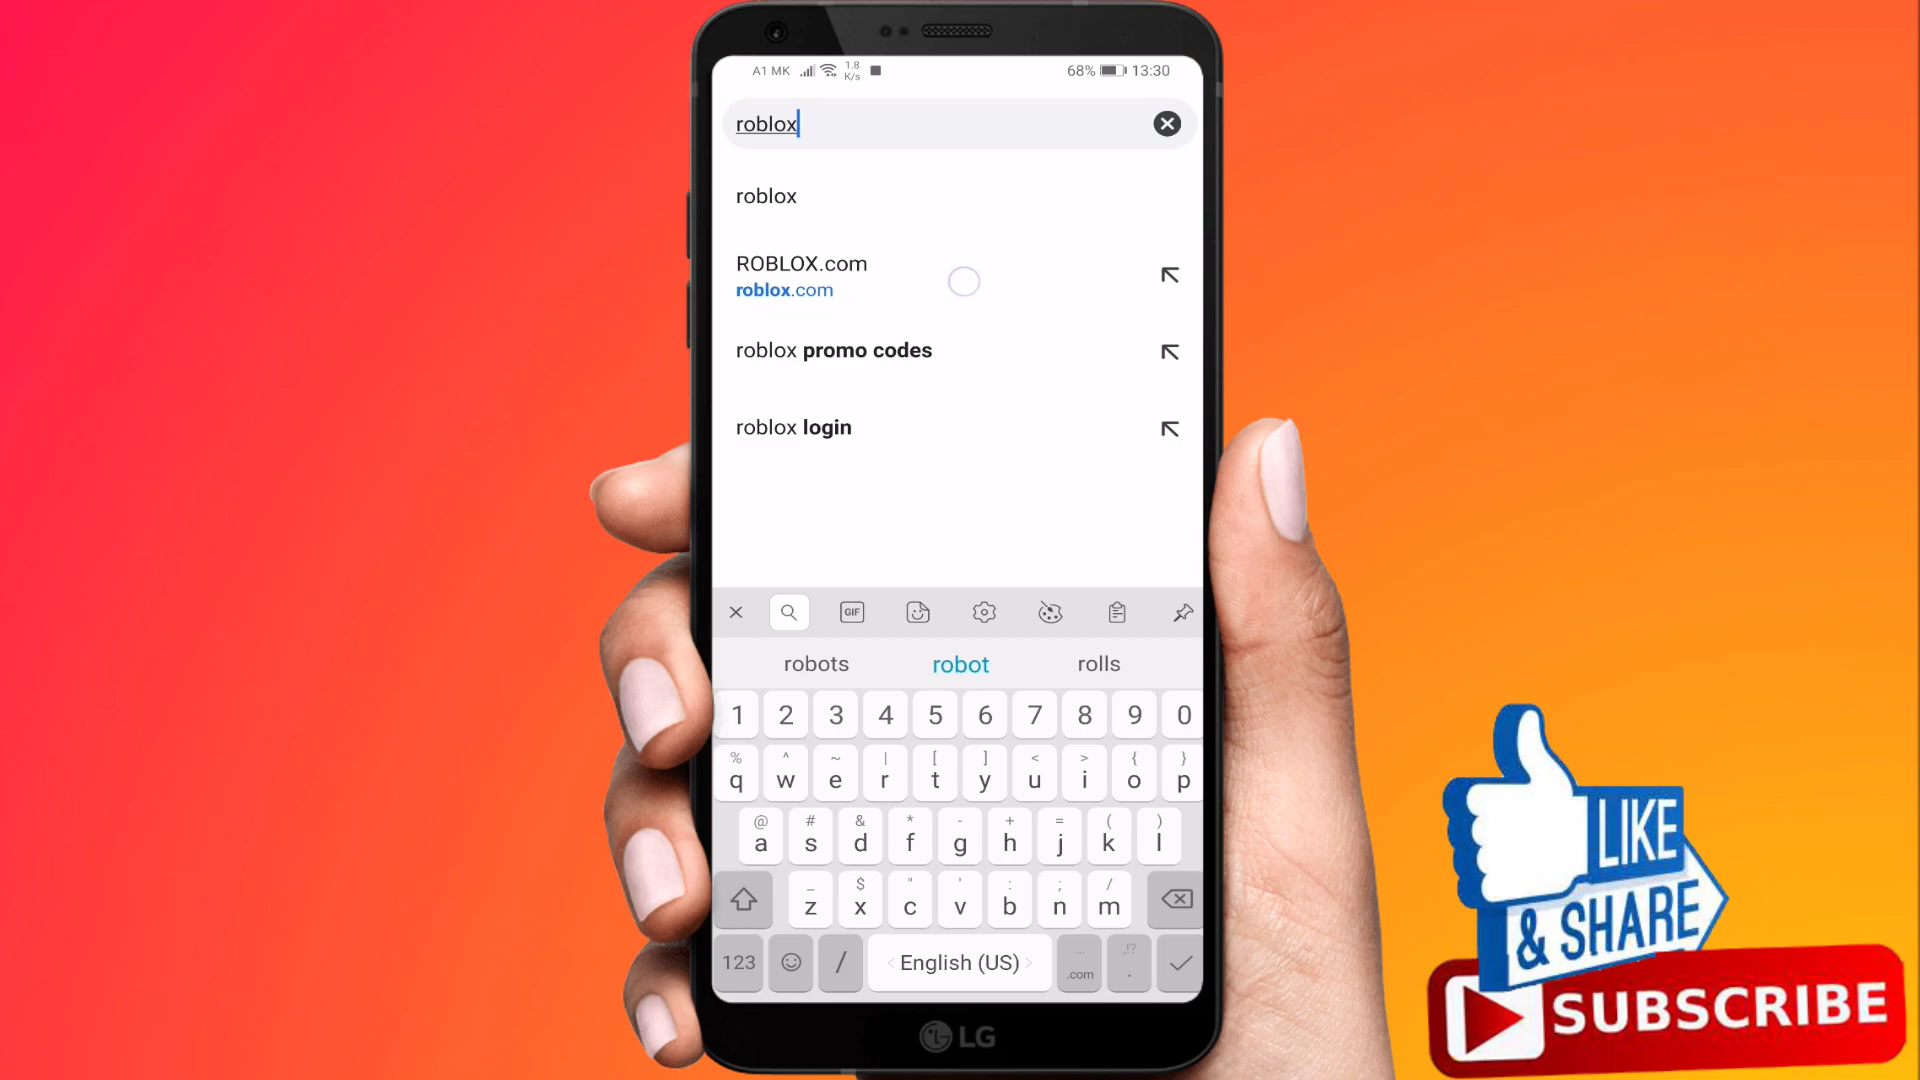 A1 MK 1.8 K/s 68% 13:30
roblox
roblox
ROBLOX.com
roblox.com
roblox promo codes
roblox login
GIF
robots robot rolls
1 2 3 4 5 6 7 8 9 0
% ^ ~ | [ ] < > { }
q w e r t y u i o p
@ # & * - + = ( )
a s d f g h j k l
_ $ " ' : ; /
z x c v b n m
,!?
123 / < English (US) > .com .
LG
LIKE
& SHARE
SUBSCRIBE